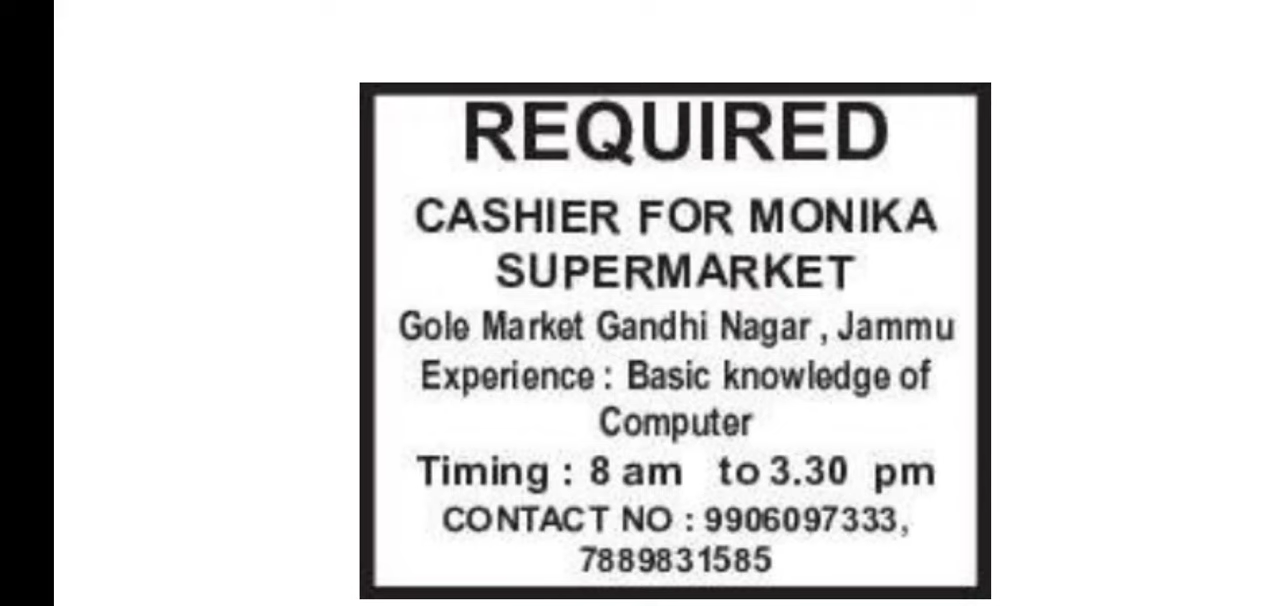 REQUIRED
CASHIER FOR MONIKA
SUPERMARKET
Gole Market Gandhi Nagar , Jammu
Experience : Basic knowledge of
Computer
Timing : 8 am to 3.30 pm
CONTACT NO : 9906097333,
7889831585